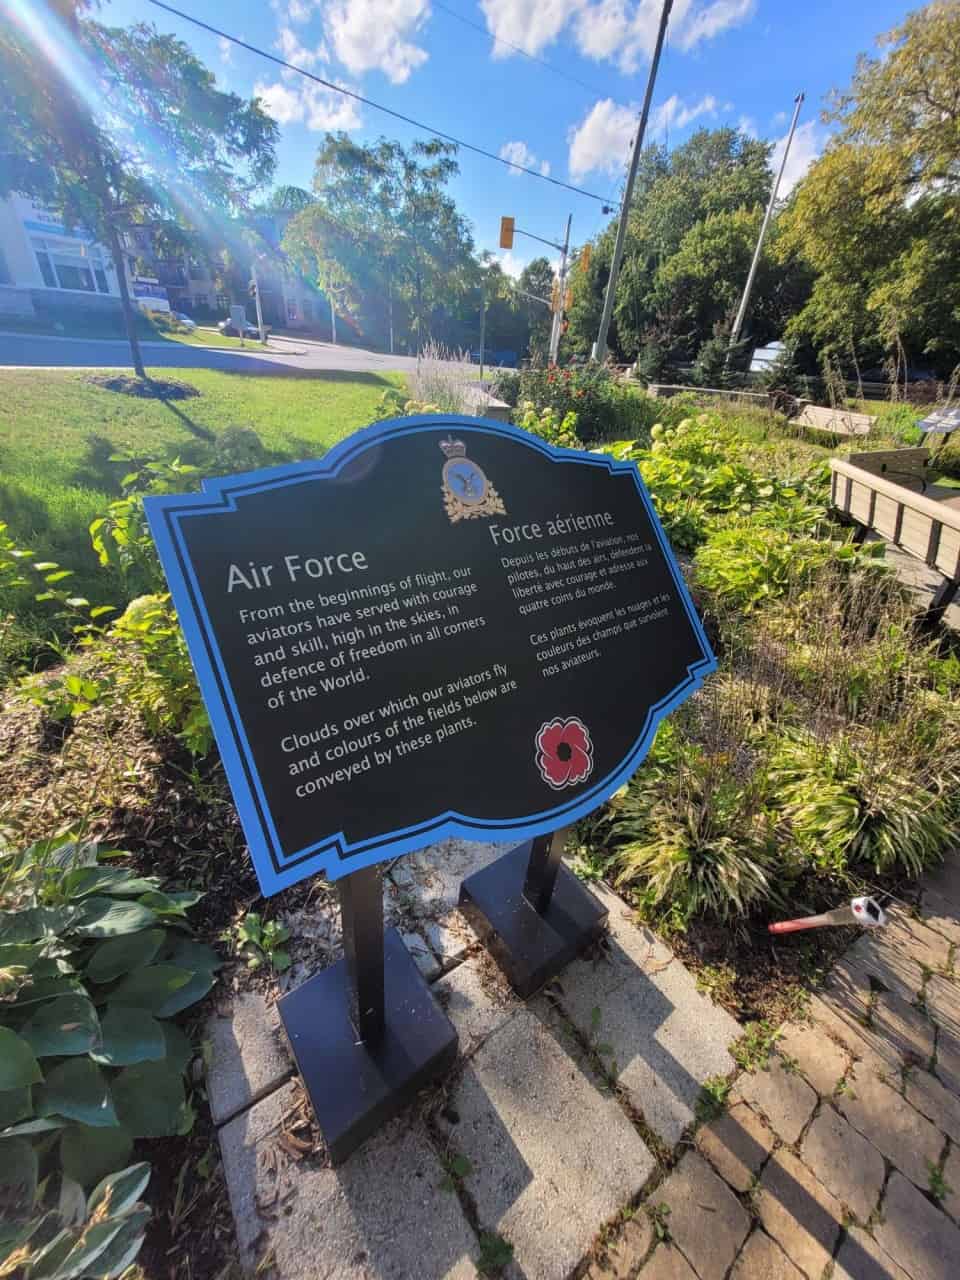 Air Force
From the beginnings of flight, our
aviators have served with courage
and skill, high in the skies, in
defence of freedom in all corners
of the World.
Clouds over which our aviators fly
and colours of the fields below are
conveyed by these plants.
Force aérienne
Depuis les débuts de l'aviation, nos
pilotes, du haut des airs, défendent la
liberté avec courage et adresse aux
quatre coins du monde.
Ces plants évoquent les nuages et les
couleurs des champs que survolent
nos aviateurs.